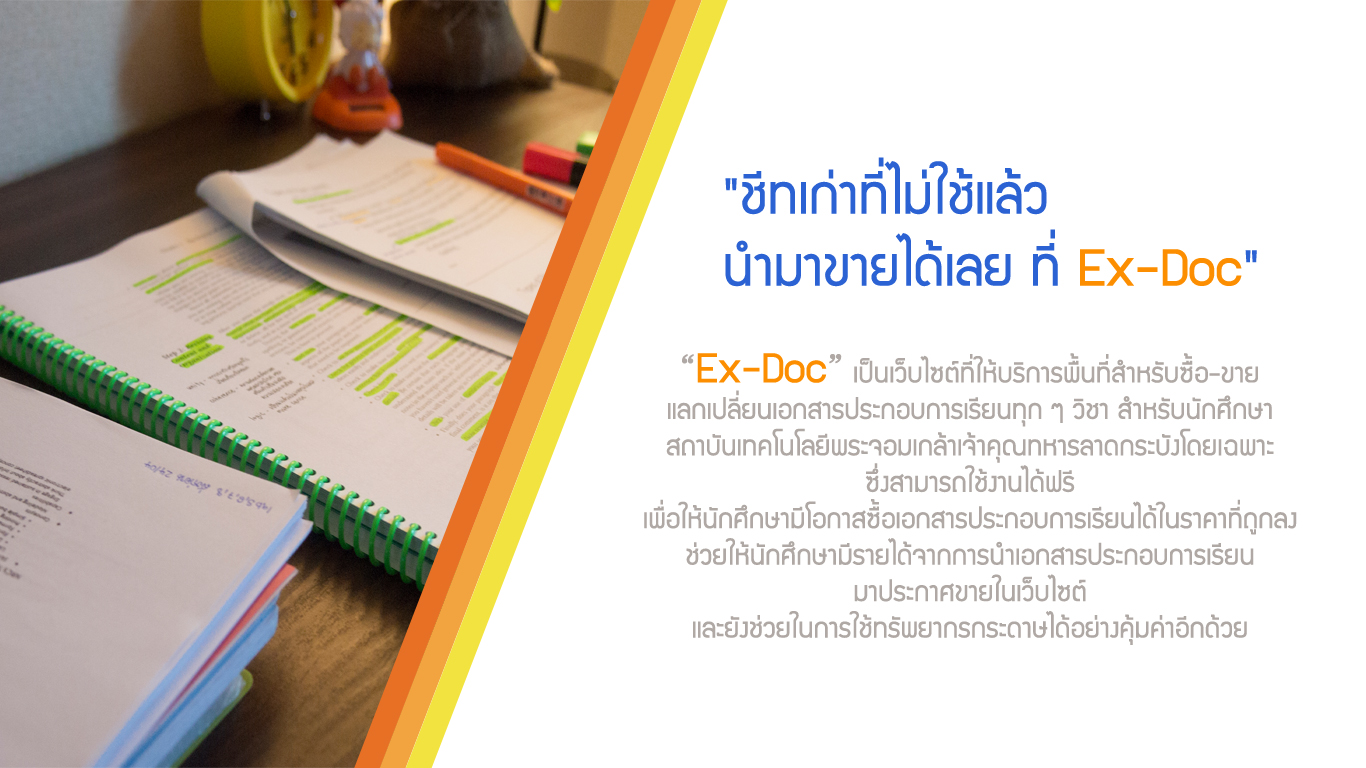 "ชีทเก่าที่ไม่ใช้แล้ว
นำมาขายได้เลย ที่ Ex-Doc"
“Ex-Doc” เป็นเว็บไซต์ที่ให้บริการพื้นที่สำหรับซื้อ-ขาย
แลกเปลี่ยนเอกสารประกอบการเรียนทุก ๆ วิชา สำหรับนักศึกษา
สถาบันเทคโนโลยีพระจอมเกล้าเจ้าคุณทหารลาดกระบังโดยเฉพาะ
ซึ่งสามารถใช้งานได้ฟรี
เพื่อให้นักศึกษามีโอกาสซื้อเอกสารประกอบการเรียนได้ในราคาที่ถูกลง
ช่วยให้นักศึกษามีรายได้จากการนำเอกสารประกอบการเรียน
มาประกาศขายในเว็บไซต์
และยังช่วยในการใช้ทรัพยากรกระดาษได้อย่างคุ้มค่าอีกด้วย